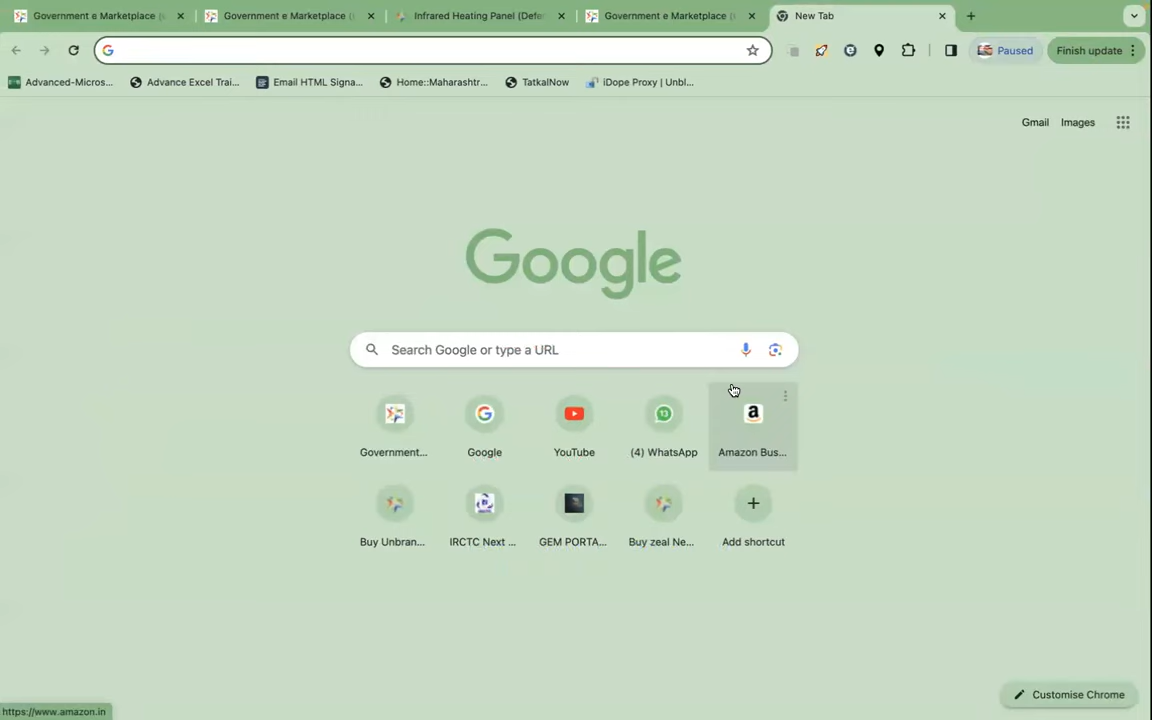 Government e Marketplace (
Government e Marketplace (
Infrared Heating Panel (Defe
Government e Marketplace (
New Tab
Paused
Finish update
Advanced-Micros...
Advance Excel Trai...
Email HTML Signa...
Home::Maharashtr...
TatkalNow
iDope Proxy | Unbl...
Gmail Images
Google
Search Google or type a URL
13
Government...
Google
YouTube
(4) WhatsApp
Amazon Bus...
Buy Unbran...
IRCTC Next ...
GEM PORTA...
Buy zeal Ne...
Add shortcut
Customise Chrome
https://www.amazon.in